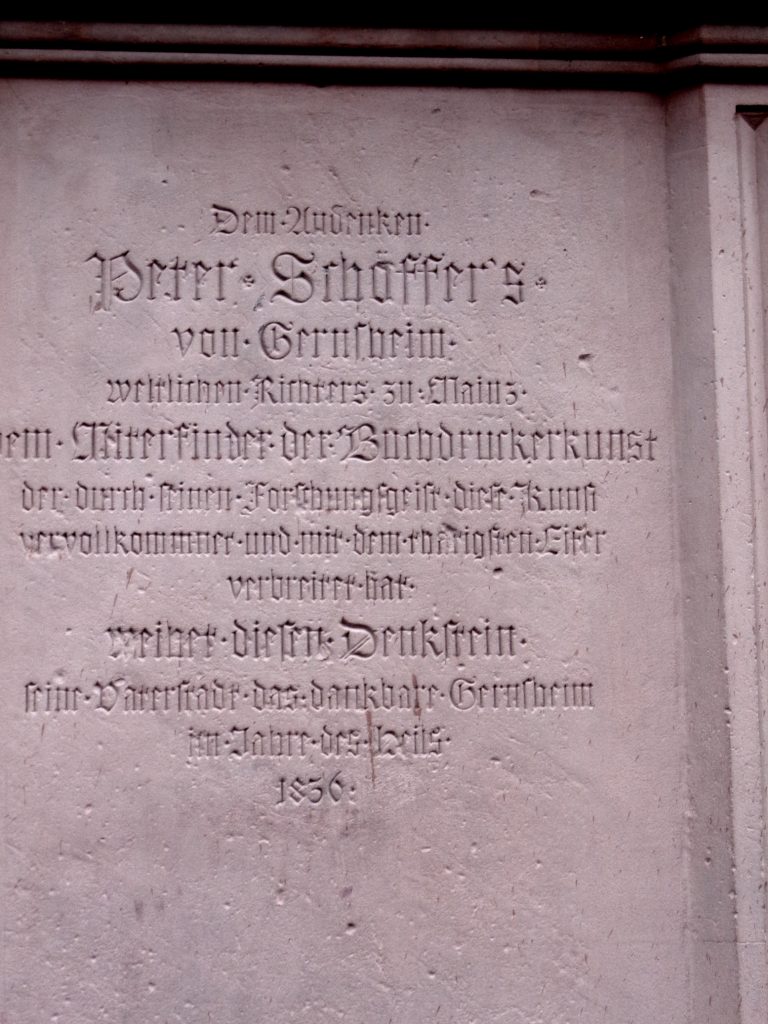 Dem Andenken
Peter Schöffer's
von Gernsheim
weltlichen Richters zu Mainz
dem Miterfinder der Buchdruckerkunst
der durch seinen Forschungsgeist diese Kunst
vervollkommnet und mit dem thätigsten Eifer
verbreitet hat
weihet diesen Denkstein
seine Vaterstadt das dankbare Gernsheim
im Jahre des Heils
1836